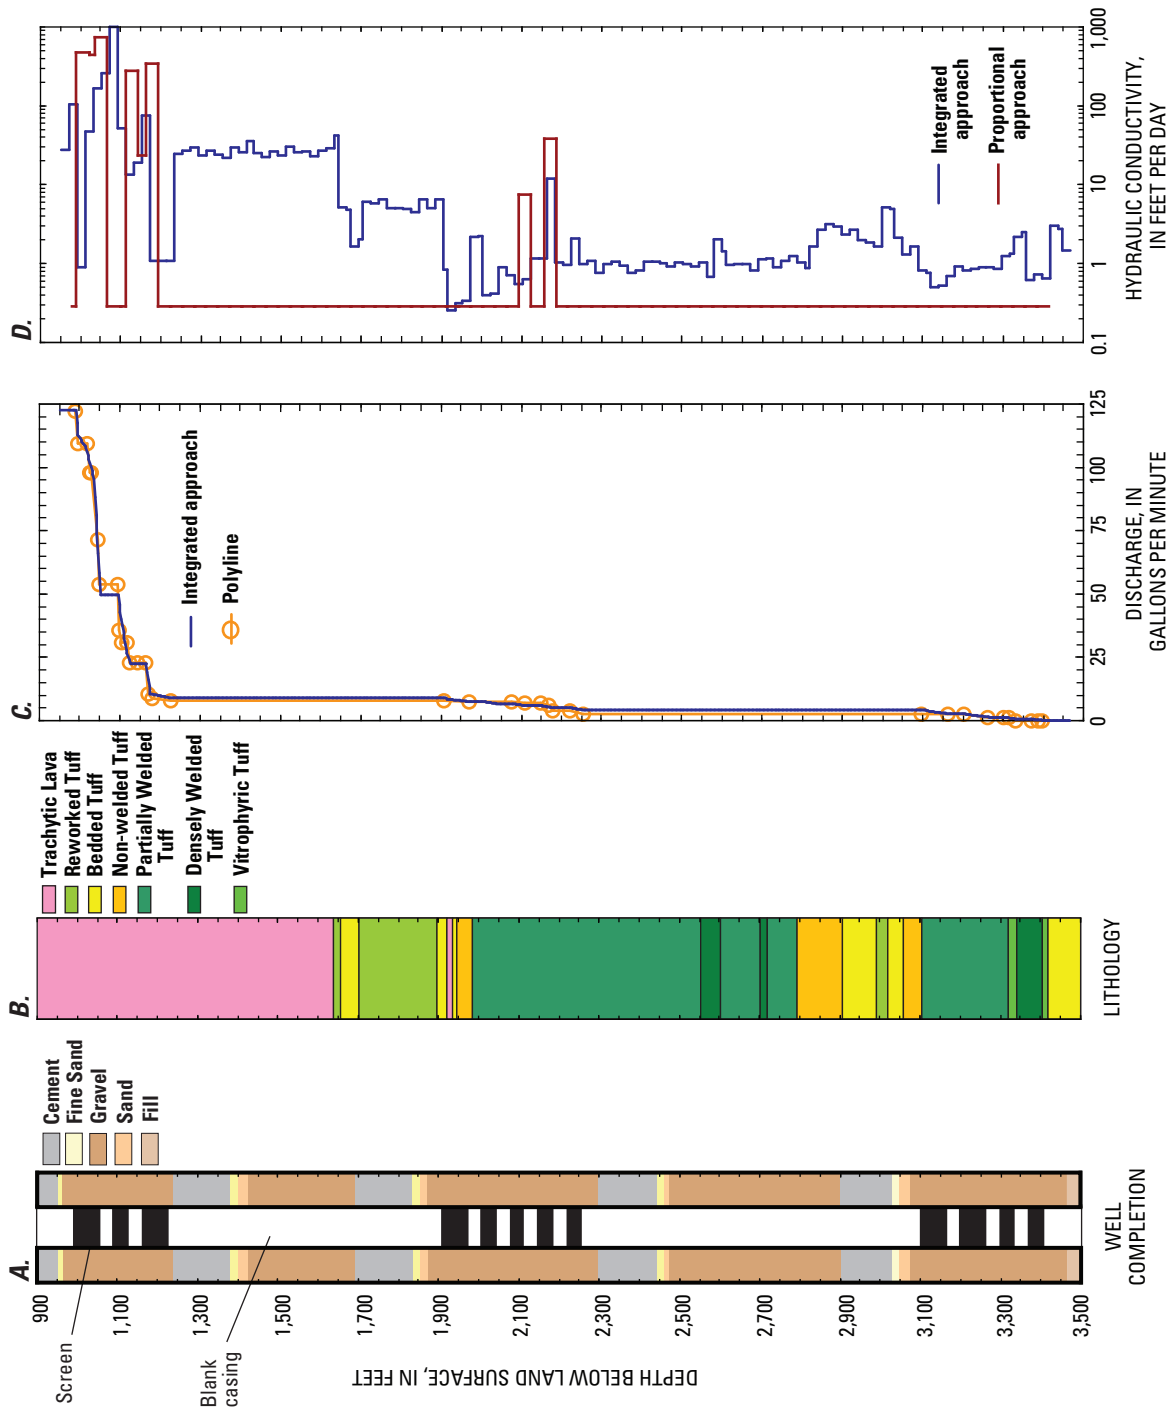 A.
Screen
Blank
casing
DEPTH BELOW LAND SURFACE, IN FEET
900
1,100
1,300
1,500
1,700
1,900
2,100
2,300
2,500
2,700
2,900
3,100
3,300
3,500
WELL
COMPLETION
Cement
Fine Sand
Gravel
Sand
Fill
B.
LITHOLOGY
Trachytic Lava
Reworked Tuff
Bedded Tuff
Non-welded Tuff
Partially Welded
Tuff
Densely Welded
Tuff
Vitrophyric Tuff
C.
Integrated approach
Polyline
0
25
50
75
100
125
DISCHARGE, IN
GALLONS PER MINUTE
D.
Integrated
approach
Proportional
approach
0.1
1
10
100
1,000
HYDRAULIC CONDUCTIVITY,
IN FEET PER DAY